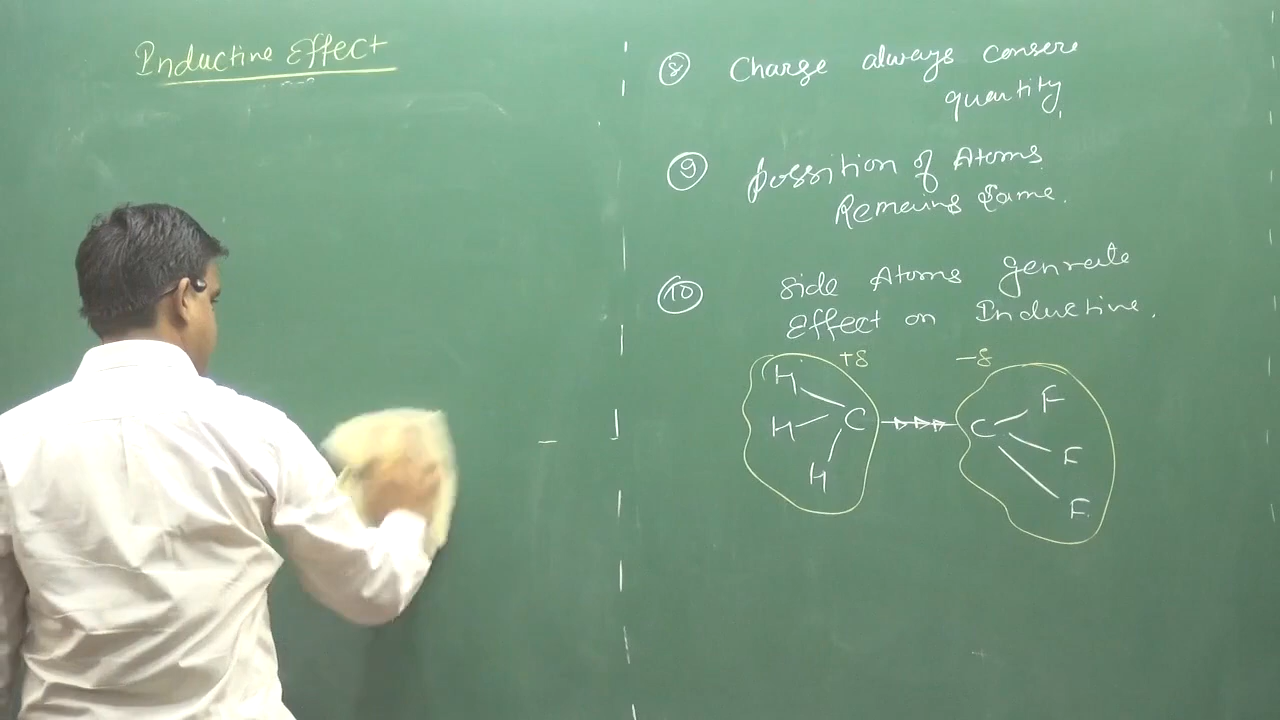 Inductive Effect
⑧ Charge always conserve
quantity,
⑨ possition of Atoms
Remains same.
⑩ side Atoms genreate
Effect on Inductive.
+δ -δ
H
F
H C C
F
H
F